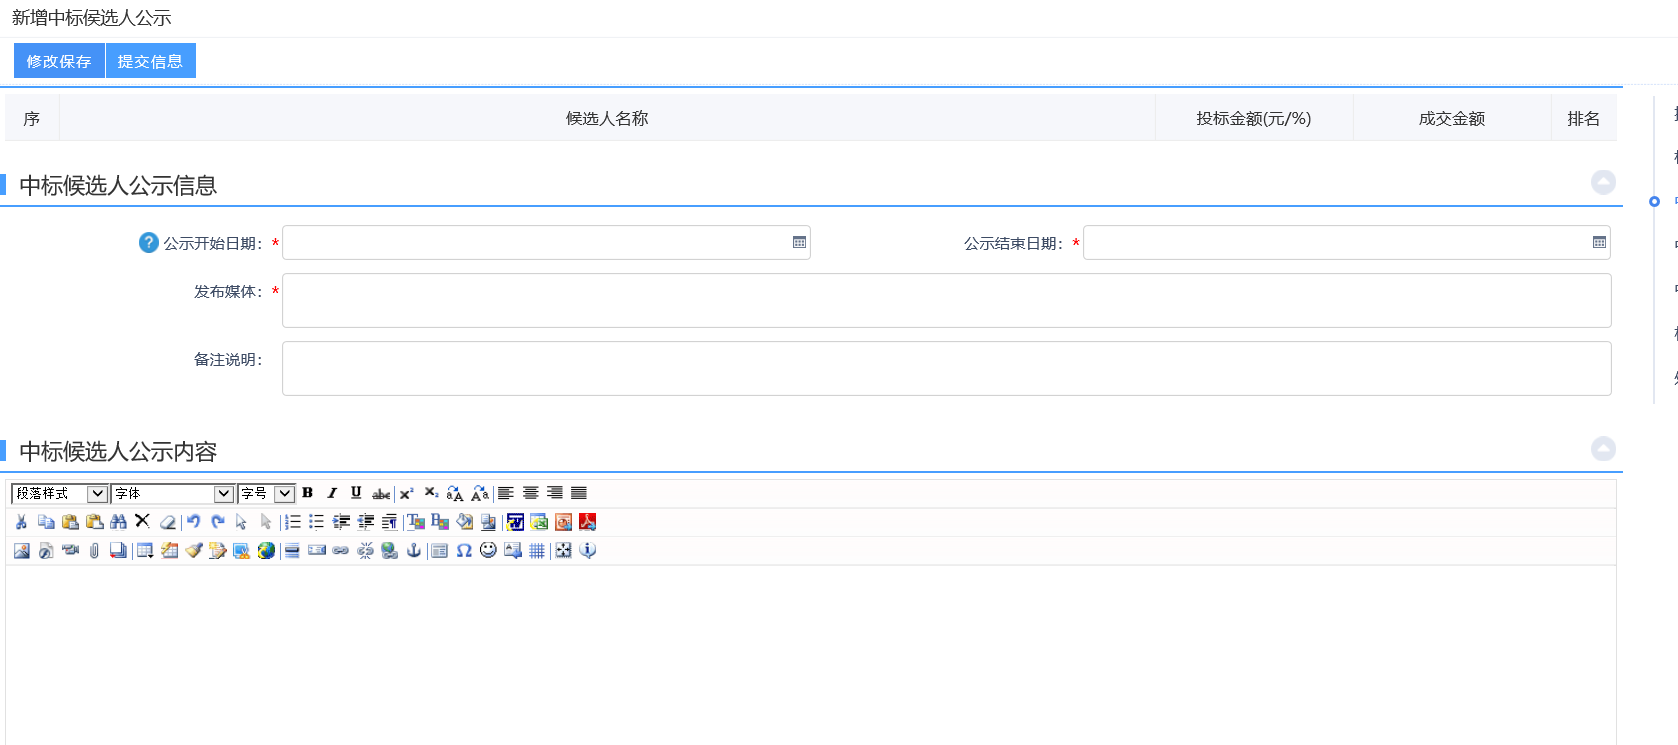 新增中标侯选人公示
修改保存 提交信息
序 候选人名称 投标金额(元/%) 成交金额 排名
中标候选人公示信息
? 公示开始日期：* 公示结束日期：*
发布媒体：*
备注说明：
中标候选人公示内容
段落样式 字体 字号 B I U abc